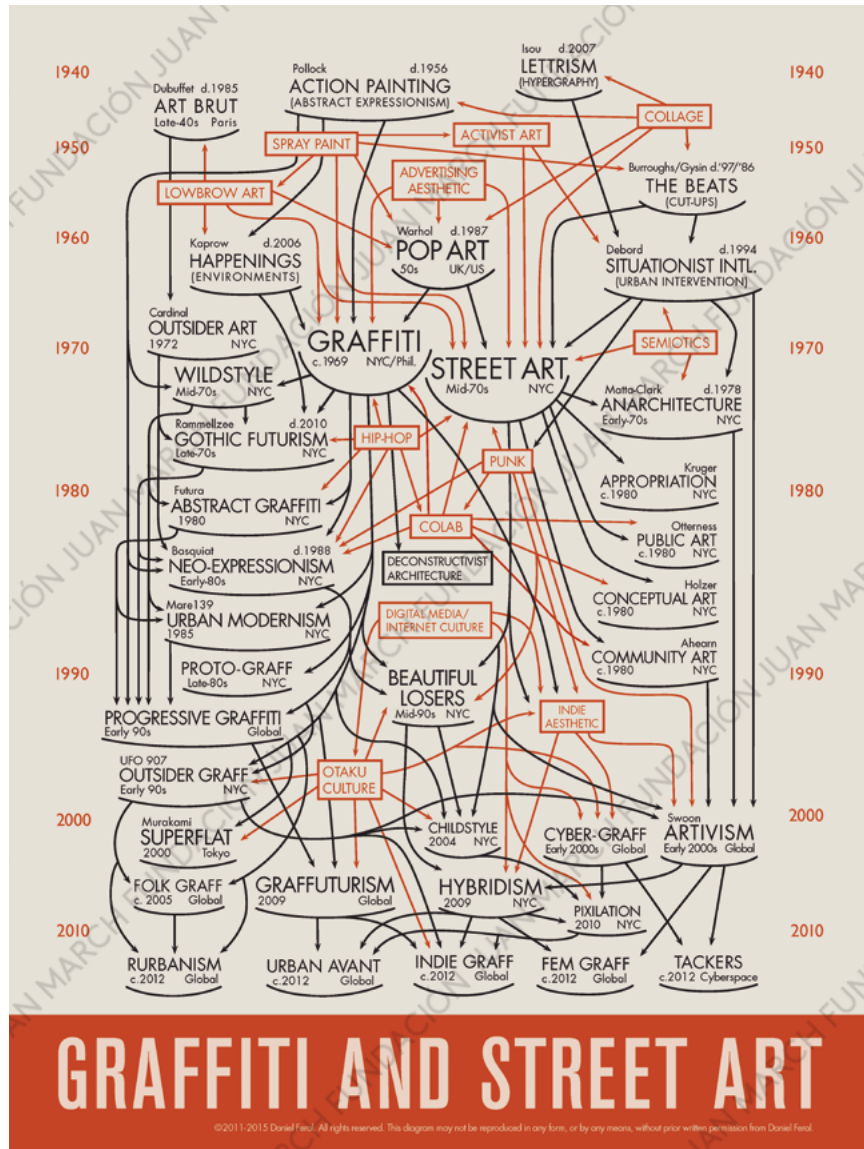 1940
1940
Isou d.2007
LETTRISM
(HYPERGRAPHY)
Pollock d.1956
ACTION PAINTING
(ABSTRACT EXPRESSIONISM)
Dubuffet d.1985
ART BRUT
Late-40s Paris
COLLAGE
SPRAY PAINT
ACTIVIST ART
1950
1950
Burroughs/Gysin d.'97/'86
THE BEATS
(CUT-UPS)
ADVERTISING
AESTHETIC
LOWBROW ART
1960
1960
Warhol d.1987
POP ART
50s UK/US
Kaprow d.2006
HAPPENINGS
(ENVIRONMENTS)
Debord d.1994
SITUATIONIST INTL.
(URBAN INTERVENTION)
Cardinal
OUTSIDER ART
1972 NYC
GRAFFITI
c.1969 NYC/Phil.
1970
1970
SEMIOTICS
STREET ART
Mid-70s NYC
WILDSTYLE
Mid-70s NYC
Matta-Clark d.1978
ANARCHITECTURE
Early-70s NYC
Rammellzee d.2010
GOTHIC FUTURISM
Late-70s NYC
HIP-HOP
PUNK
Kruger
APPROPRIATION
c.1980 NYC
1980
1980
Futura
ABSTRACT GRAFFITI
1980 NYC
COLAB
Otterness
PUBLIC ART
c.1980 NYC
Basquiat d.1988
NEO-EXPRESSIONISM
Early-80s NYC
DECONSTRUCTIVIST
ARCHITECTURE
Holzer
CONCEPTUAL ART
c.1980 NYC
Mare139
URBAN MODERNISM
1985 NYC
DIGITAL MEDIA/
INTERNET CULTURE
Ahearn
COMMUNITY ART
c.1980 NYC
1990
1990
PROTO-GRAFF
Late-80s NYC
BEAUTIFUL
LOSERS
Mid-90s NYC
PROGRESSIVE GRAFFITI
Early 90s Global
INDIE
AESTHETIC
UFO 907
OUTSIDER GRAFF
Early 90s NYC
OTAKU
CULTURE
2000
2000
Murakami
SUPERFLAT
2000 Tokyo
CHILDSTYLE
2004 NYC
CYBER-GRAFF
Early 2000s Global
Swoon
ARTIVISM
Early 2000s Global
FOLK GRAFF
c. 2005 Global
GRAFFUTURISM
2009 Global
HYBRIDISM
2009 NYC
PIXILATION
2010 NYC
2010
2010
RURBANISM
c.2012 Global
URBAN AVANT
c.2012 Global
INDIE GRAFF
c.2012 Global
FEM GRAFF
c.2012 Global
TACKERS
c.2012 Cyberspace
GRAFFITI AND STREET ART
©2011-2015 Daniel Feral. All rights reserved. This diagram may not be reproduced in any form, or by any means, without prior written permission from Daniel Feral.
FUNDACIÓN JUAN MARCH